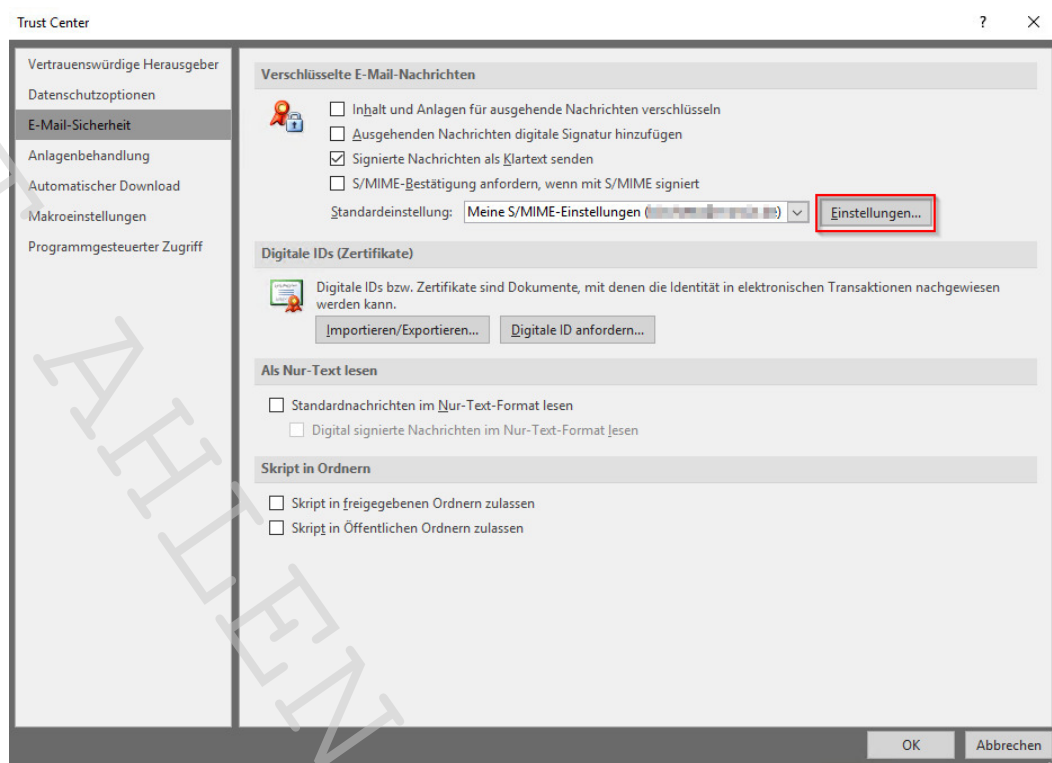 Trust Center
?
Vertrauenswürdige Herausgeber
Datenschutzoptionen
E-Mail-Sicherheit
Anlagenbehandlung
Automatischer Download
Makroeinstellungen
Programmgesteuerter Zugriff
Verschlüsselte E-Mail-Nachrichten
Inhalt und Anlagen für ausgehende Nachrichten verschlüsseln
Ausgehenden Nachrichten digitale Signatur hinzufügen
Signierte Nachrichten als Klartext senden
S/MIME-Bestätigung anfordern, wenn mit S/MIME signiert
Standardeinstellung: Meine S/MIME-Einstellungen ( ) Einstellungen...
Digitale IDs (Zertifikate)
Digitale IDs bzw. Zertifikate sind Dokumente, mit denen die Identität in elektronischen Transaktionen nachgewiesen
werden kann.
Importieren/Exportieren... Digitale ID anfordern...
Als Nur-Text lesen
Standardnachrichten im Nur-Text-Format lesen
Digital signierte Nachrichten im Nur-Text-Format lesen
Skript in Ordnern
Skript in freigegebenen Ordnern zulassen
Skript in Öffentlichen Ordnern zulassen
AHLEN
OK Abbrechen